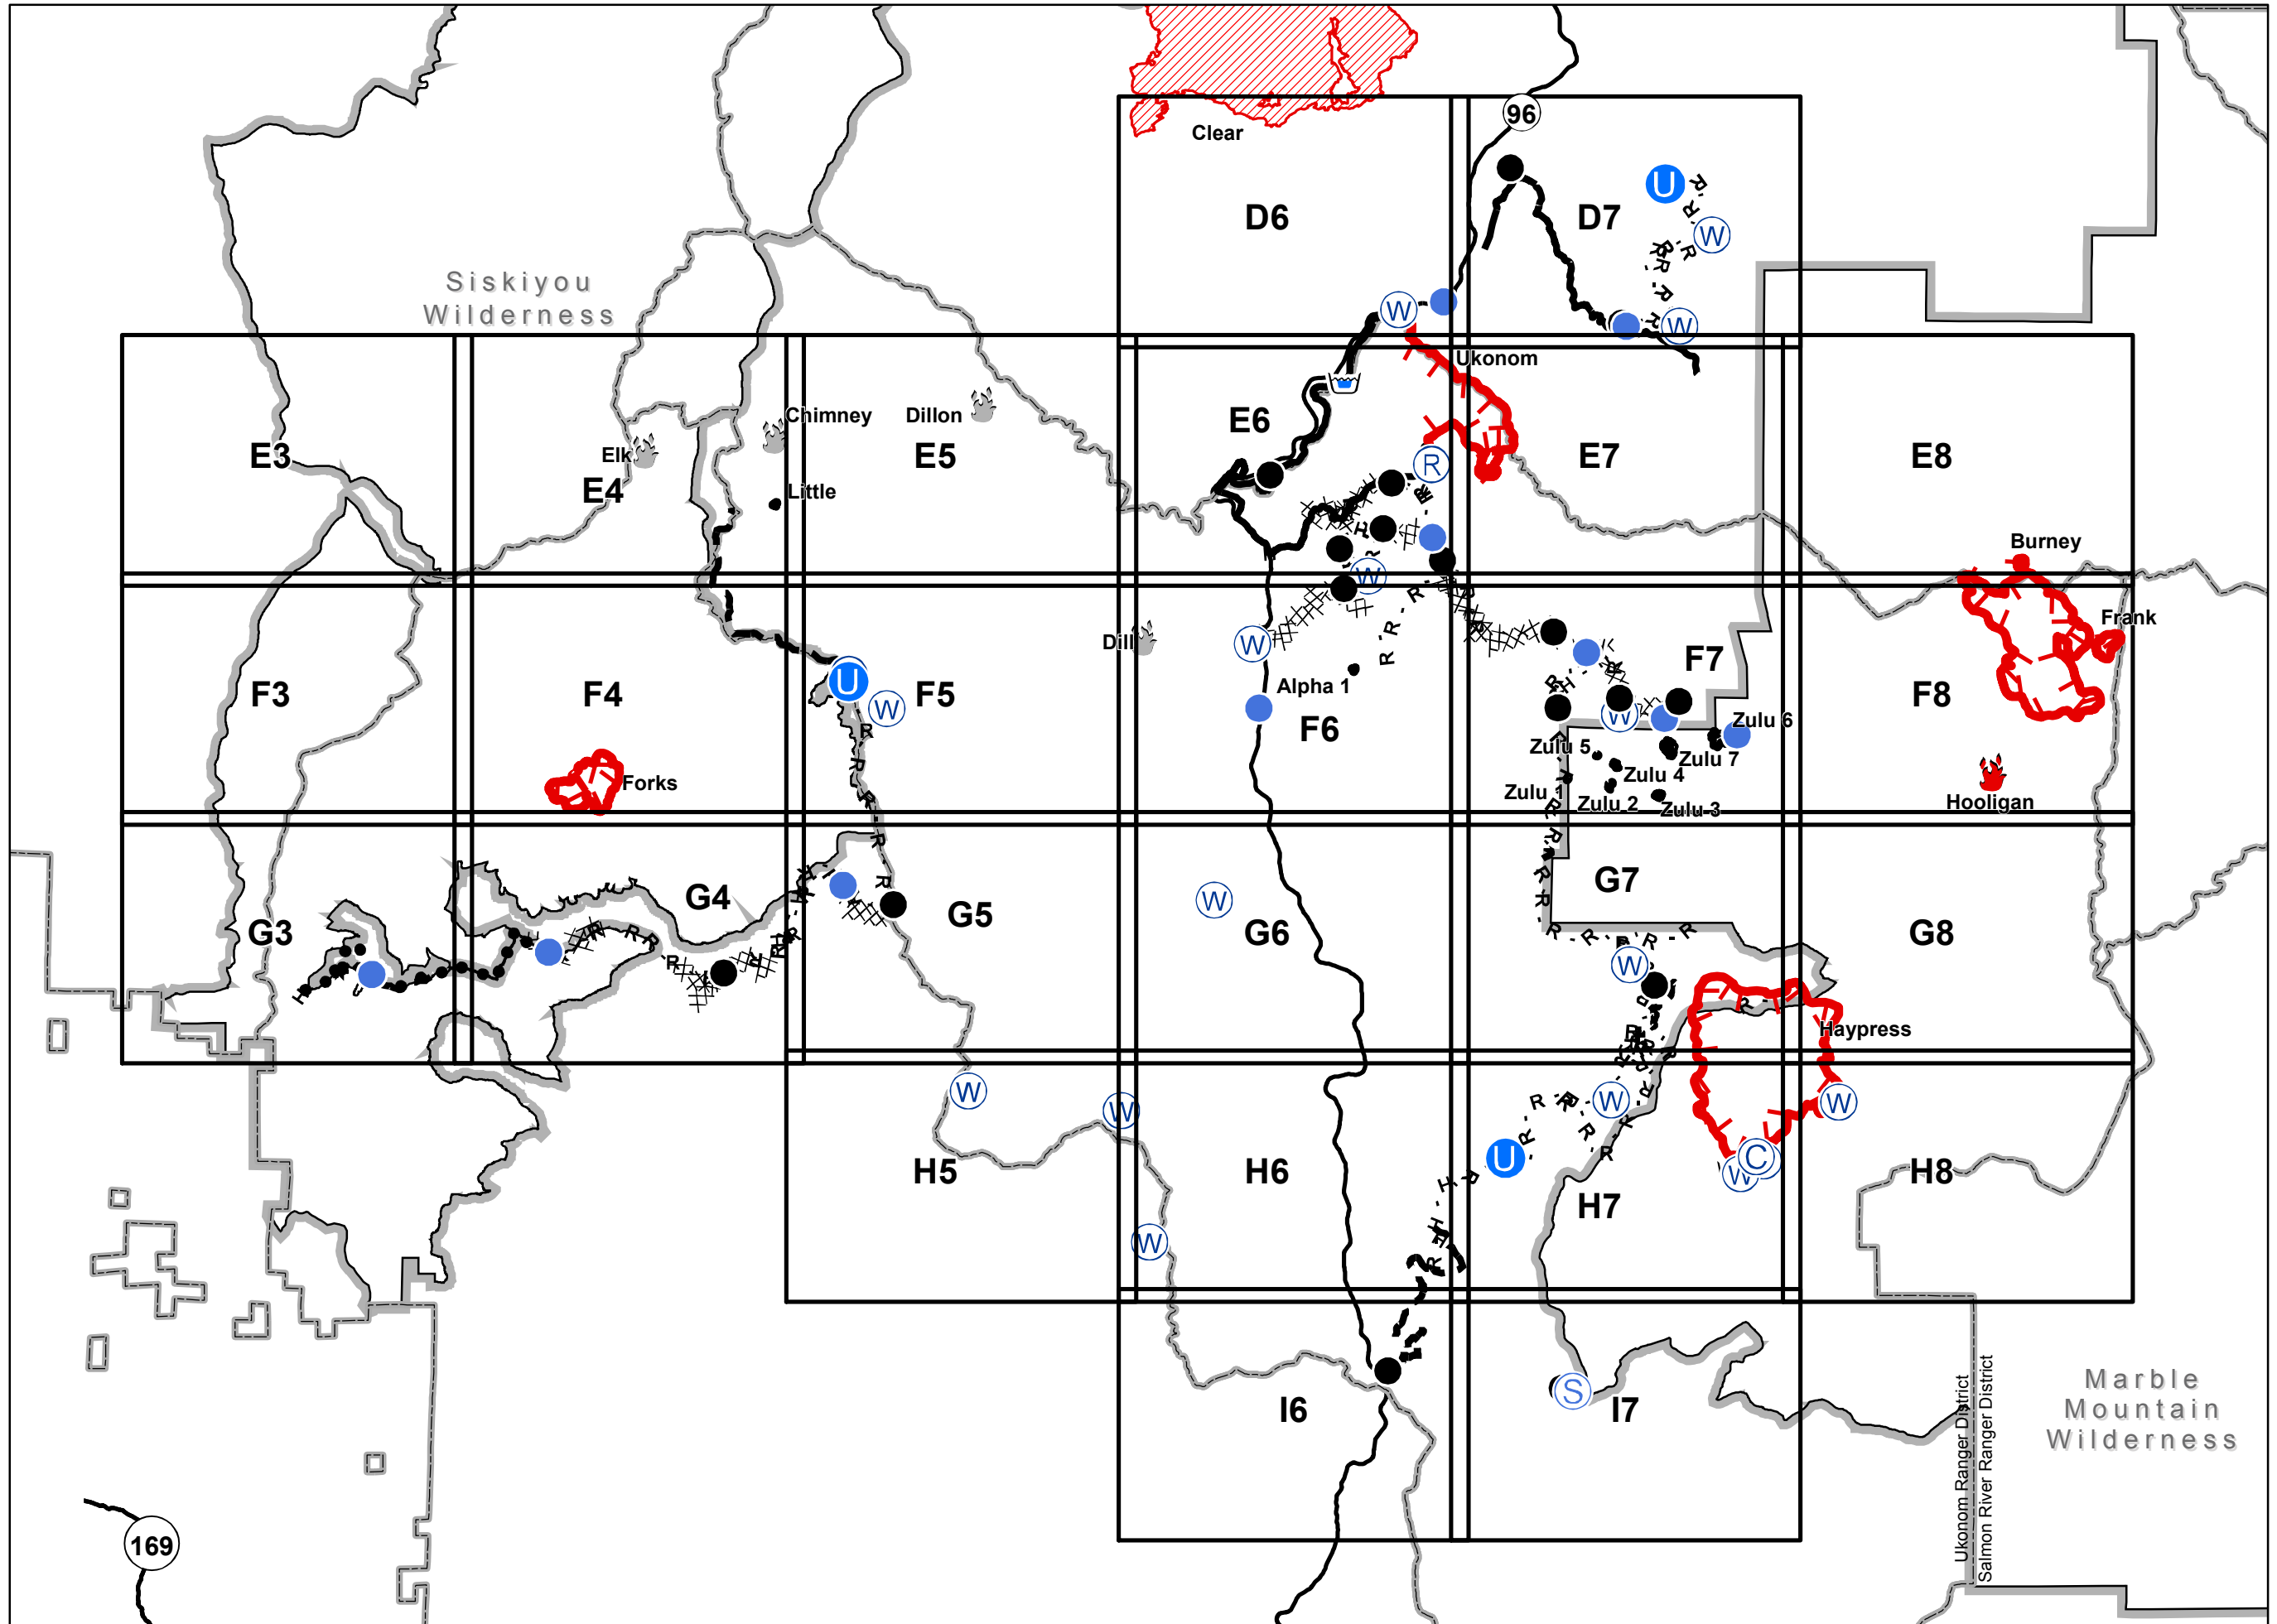 Clear
96
D6
D7
U
W
Siskiyou
Wilderness
W
W
Ukonom
Chimney
Dillon
E6
Elk
E3
E4
E5
E7
E8
R
Little
Burney
W
Frank
Dill
W
F7
U
W
Alpha 1
F3
F4
F5
F6
F8
W
Zulu 6
Zulu 5
Zulu 7
Zulu 4
Forks
Zulu 1
Zulu 2
Zulu 3
Hooligan
G7
G4
W
G5
G3
G6
G8
W
Haypress
W
W
W
W
U
C
W
H5
H6
H8
H7
W
S
I6
I7
Marble
Mountain
Wilderness
Ukonom Ranger District
Salmon River Ranger District
169